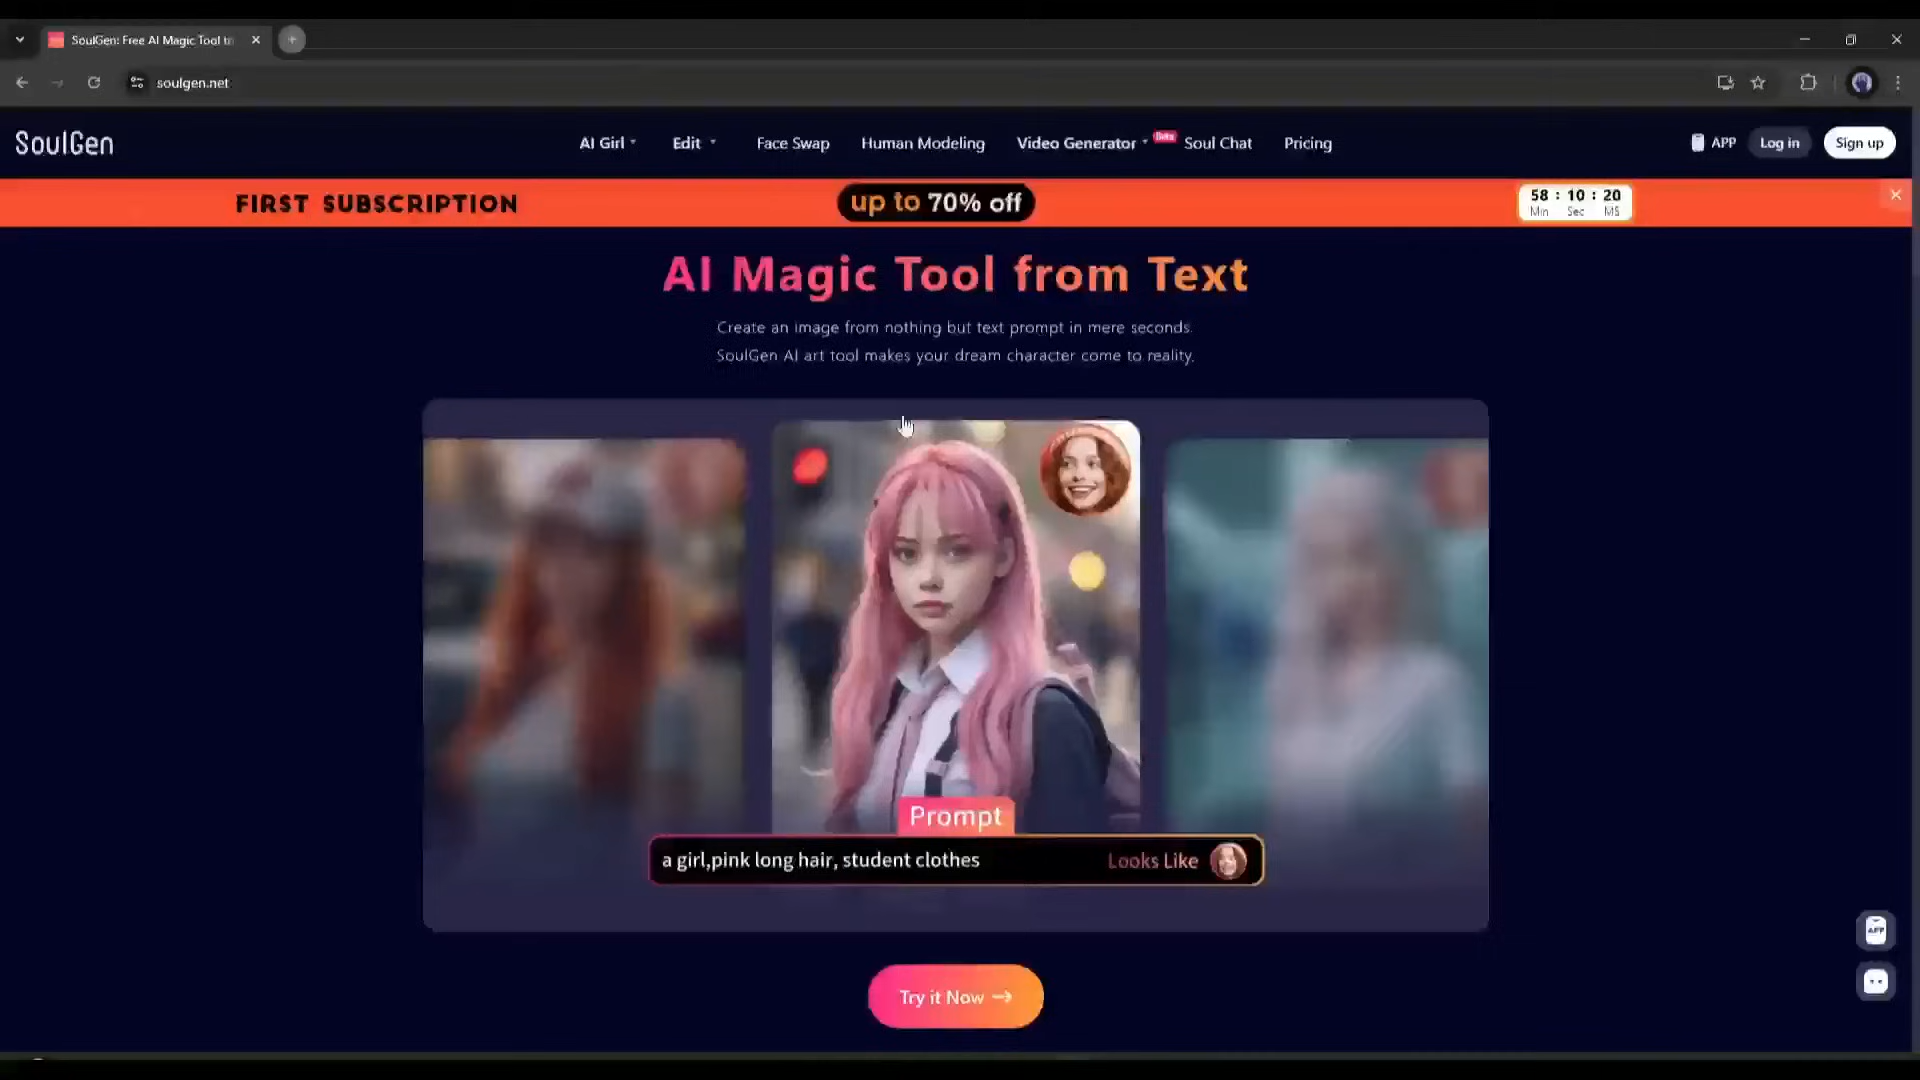 SoulGen: Free AI Magic Tool t
soulgen.net
SoulGen
AI Girl
Edit
Face Swap
Human Modeling
Video Generator
Beta
Soul Chat
Pricing
APP
Log in
Sign up
FIRST SUBSCRIPTION
up to 70% off
58 : 10 : 20
Min Sec MS
AI Magic Tool from Text
Create an image from nothing but text prompt in mere seconds.
SoulGen AI art tool makes your dream character come to reality.
Prompt
a girl,pink long hair, student clothes
Looks Like
Try it Now
APP